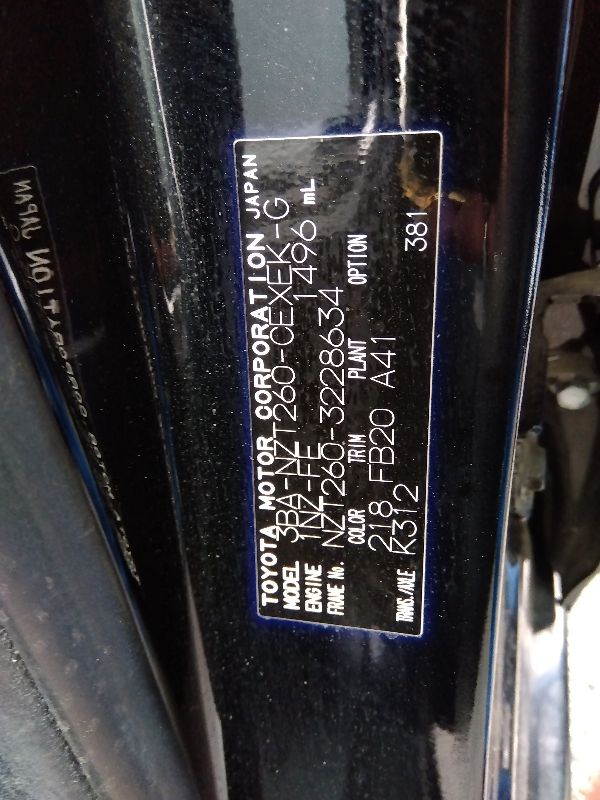 TOYOTA MOTOR CORPORATION JAPAN
MODEL 3BA-NZT260-CEXEK-G
ENGINE 1NZ-FE 1496 mL
FRAME No. NZT260-3228634
COLOR TRIM PLANT OPTION
218 FB20 A41
TRANS./AXLE K312 381